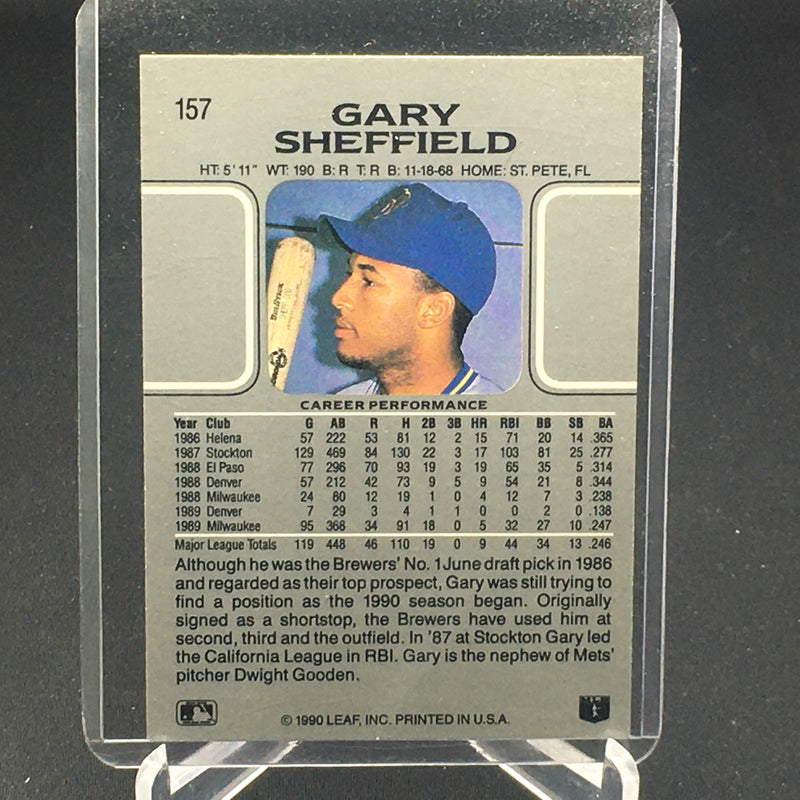 157
GARY
SHEFFIELD
HT: 5'11" WT: 190 B: R T: R B: 11-18-68 HOME: ST. PETE, FL
CAREER PERFORMANCE
Year Club G AB R H 2B 3B HR RBI BB SB BA
1986 Helena 57 222 53 81 12 2 15 71 20 14 .365
1987 Stockton 129 469 84 130 22 3 17 103 81 25 .277
1988 El Paso 77 296 70 93 19 3 19 65 35 5 .314
1988 Denver 57 212 42 73 9 5 9 54 21 8 .344
1988 Milwaukee 24 80 12 19 1 0 4 12 7 3 .238
1989 Denver 7 29 3 4 1 1 0 0 2 0 .138
1989 Milwaukee 95 368 34 91 18 0 5 32 27 10 .247
Major League Totals 119 448 46 110 19 0 9 44 34 13 .246
Although he was the Brewers' No. 1 June draft pick in 1986
and regarded as their top prospect, Gary was still trying to
find a position as the 1990 season began. Originally
signed as a shortstop, the Brewers have used him at
second, third and the outfield. In '87 at Stockton Gary led
the California League in RBI. Gary is the nephew of Mets'
pitcher Dwight Gooden.
© 1990 LEAF, INC. PRINTED IN U.S.A.